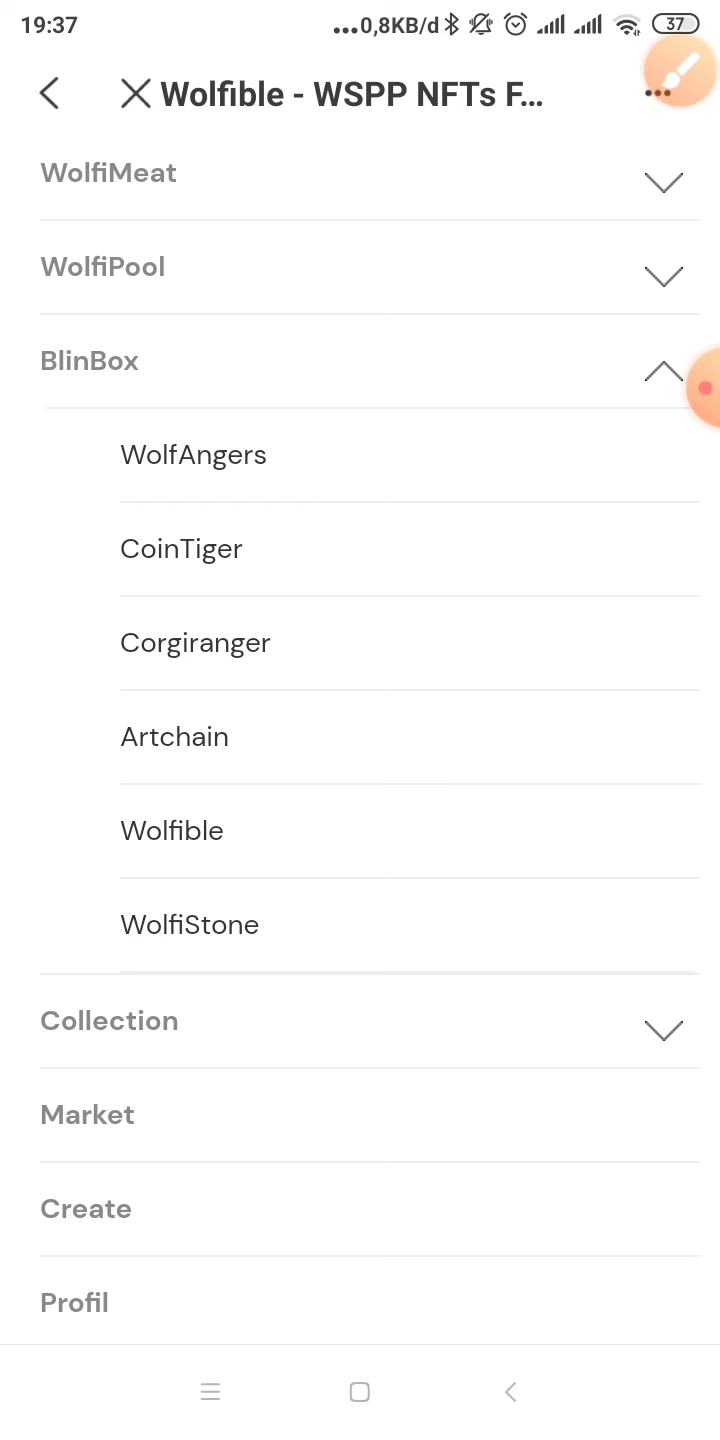 19:37
...0,8KB/d
37
Wolfible - WSPP NFTs F...
WolfiMeat
WolfiPool
BlinBox
WolfAngers
CoinTiger
Corgiranger
Artchain
Wolfible
WolfiStone
Collection
Market
Create
Profil